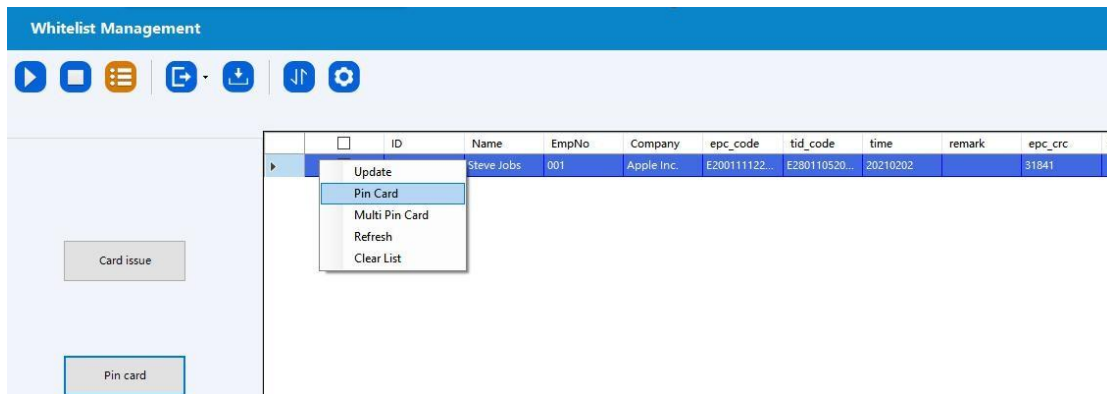 Whitelist Management
ID Name EmpNo Company epc_code tid_code time remark epc_crc
Steve Jobs 001 Apple Inc. E200111122... E280110520... 20210202 31841
Update
Pin Card
Multi Pin Card
Refresh
Clear List
Card issue
Pin card